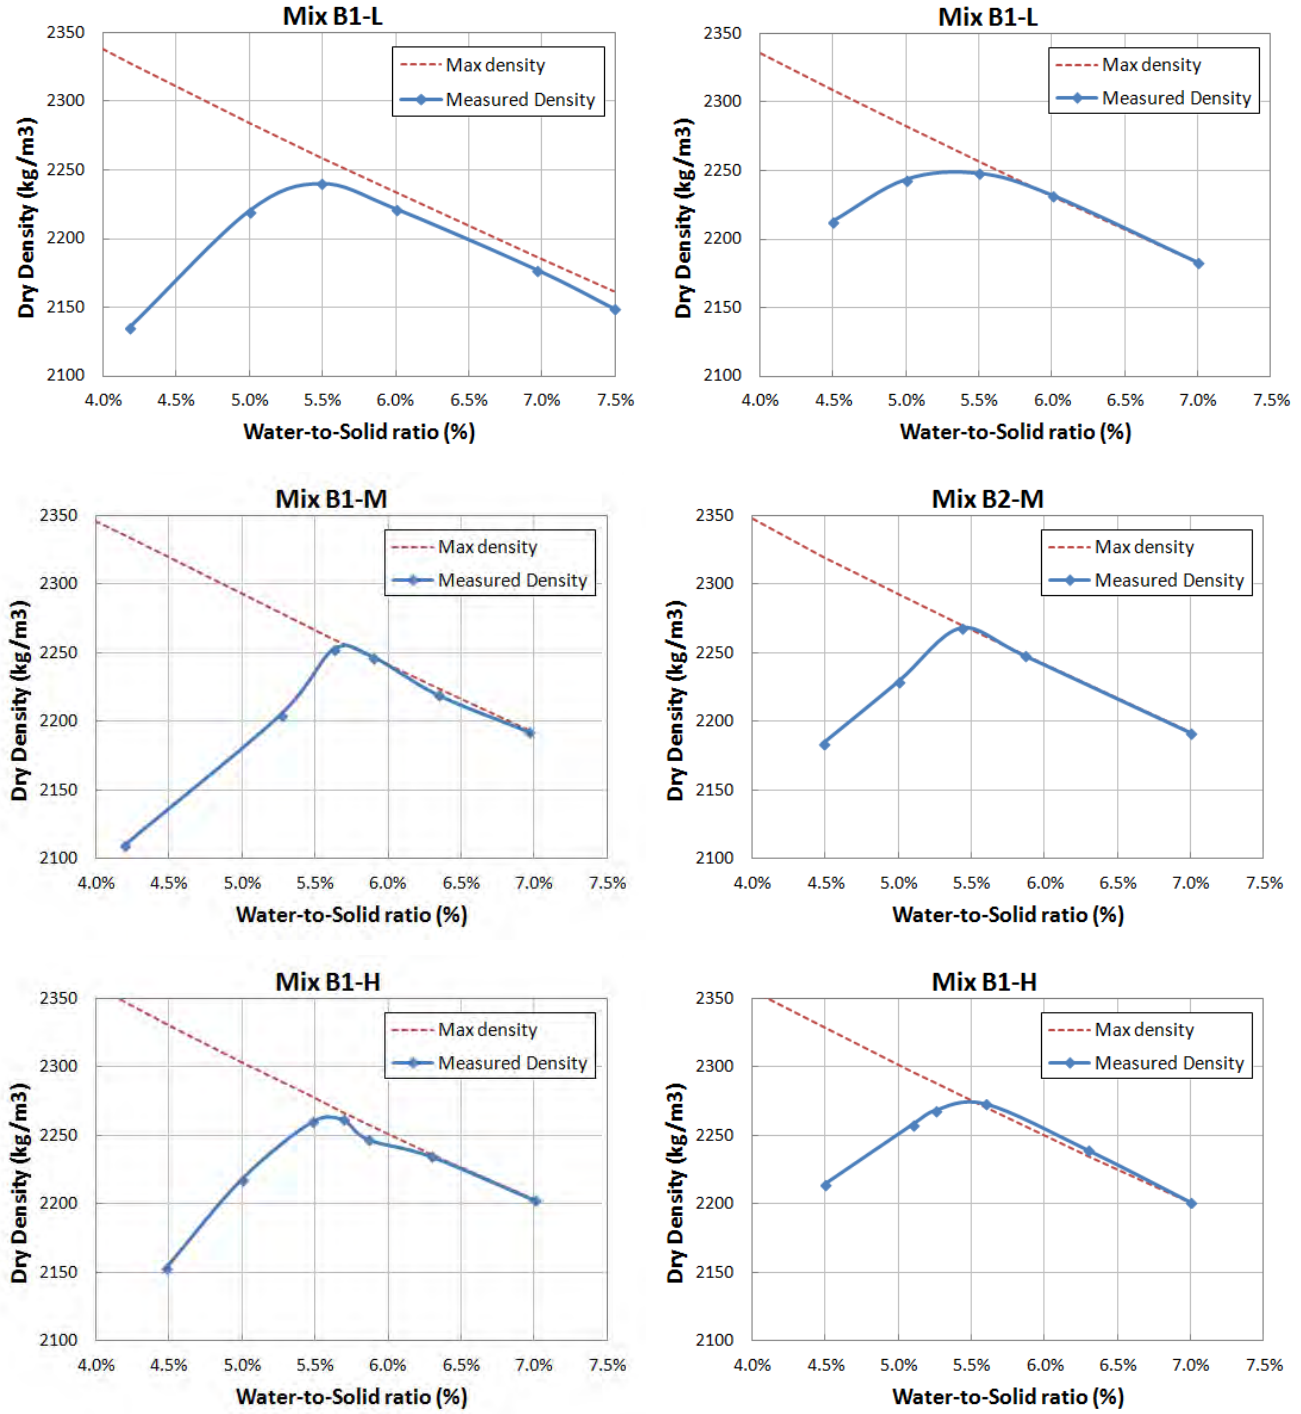 Mix B1-L
2350
2300
2250
2200
2150
2100
Dry Density (kg/m3)
Max density
Measured Density
4.0% 4.5% 5.0% 5.5% 6.0% 6.5% 7.0% 7.5%
Water-to-Solid ratio (%)
Mix B1-L
2350
2300
2250
2200
2150
2100
Dry Density (kg/m3)
Max density
Measured Density
4.0% 4.5% 5.0% 5.5% 6.0% 6.5% 7.0% 7.5%
Water-to-Solid ratio (%)
Mix B1-M
2350
2300
2250
2200
2150
2100
Dry Density (kg/m3)
Max density
Measured Density
4.0% 4.5% 5.0% 5.5% 6.0% 6.5% 7.0% 7.5%
Water-to-Solid ratio (%)
Mix B2-M
2350
2300
2250
2200
2150
2100
Dry Density (kg/m3)
Max density
Measured Density
4.0% 4.5% 5.0% 5.5% 6.0% 6.5% 7.0% 7.5%
Water-to-Solid ratio (%)
Mix B1-H
2350
2300
2250
2200
2150
2100
Dry Density (kg/m3)
Max density
Measured Density
4.0% 4.5% 5.0% 5.5% 6.0% 6.5% 7.0% 7.5%
Water-to-Solid ratio (%)
Mix B1-H
2350
2300
2250
2200
2150
2100
Dry Density (kg/m3)
Max density
Measured Density
4.0% 4.5% 5.0% 5.5% 6.0% 6.5% 7.0% 7.5%
Water-to-Solid ratio (%)